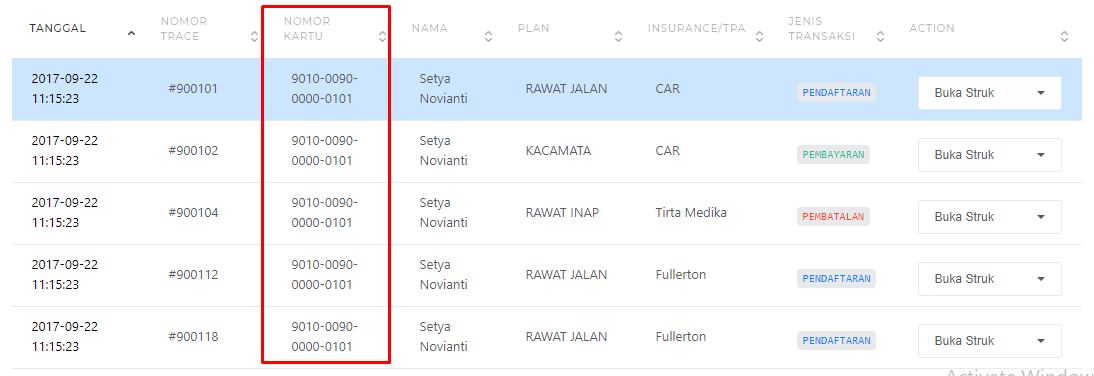 TANGGAL NOMOR TRACE NOMOR KARTU NAMA PLAN INSURANCE/TPA JENIS TRANSAKSI ACTION
2017-09-22 11:15:23 #900101 9010-0090-0000-0101 Setya Novianti RAWAT JALAN CAR PENDAFTARAN Buka Struk
2017-09-22 11:15:23 #900102 9010-0090-0000-0101 Setya Novianti KACAMATA CAR PEMBAYARAN Buka Struk
2017-09-22 11:15:23 #900104 9010-0090-0000-0101 Setya Novianti RAWAT INAP Tirta Medika PEMBATALAN Buka Struk
2017-09-22 11:15:23 #900112 9010-0090-0000-0101 Setya Novianti RAWAT JALAN Fullerton PENDAFTARAN Buka Struk
2017-09-22 11:15:23 #900118 9010-0090-0000-0101 Setya Novianti RAWAT JALAN Fullerton PENDAFTARAN Buka Struk